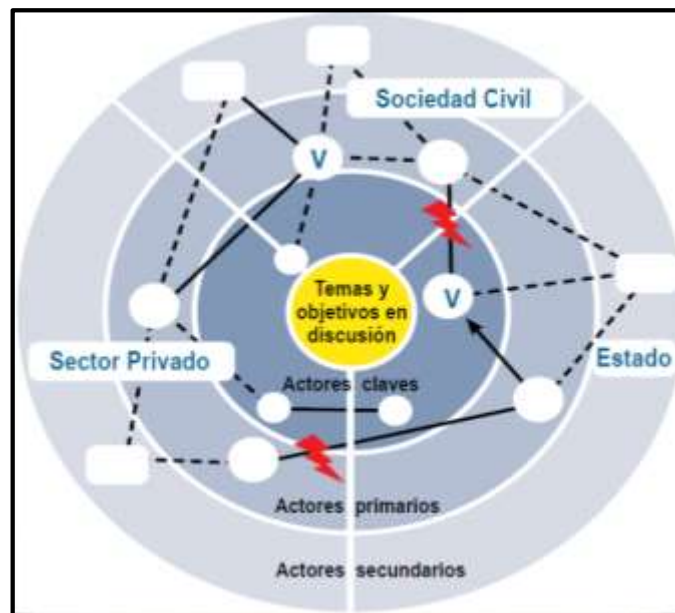 Sociedad Civil
V
Temas y
objetivos en
discusión
V
Sector Privado
Estado
Actores claves
Actores primarios
Actores secundarios